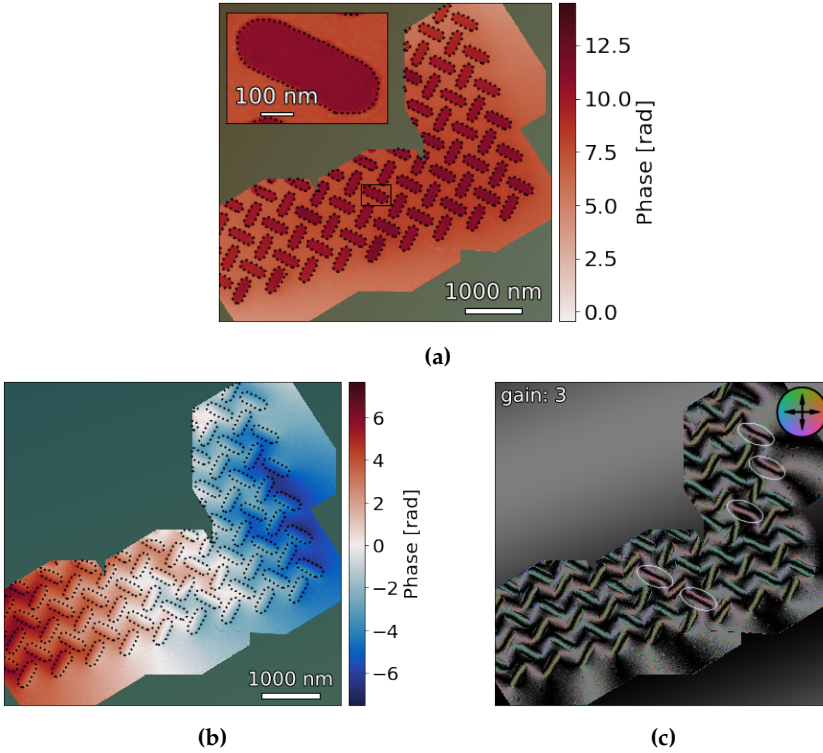 100 nm
1000 nm
12.5
10.0
7.5
5.0
2.5
0.0
Phase [rad]
(a)
1000 nm
6
4
2
0
−2
−4
−6
Phase [rad]
(b)
gain: 3
(c)